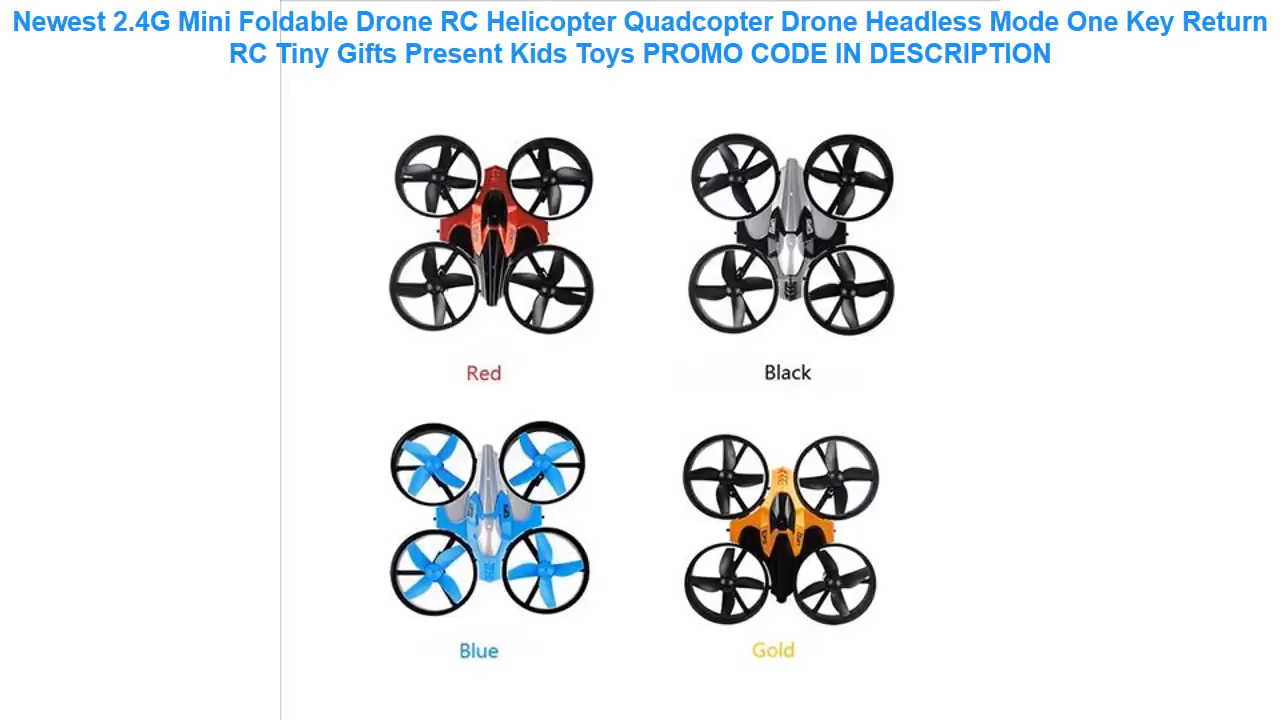 Newest 2.4G Mini Foldable Drone RC Helicopter Quadcopter Drone Headless Mode One Key Return
RC Tiny Gifts Present Kids Toys PROMO CODE IN DESCRIPTION
Red
Black
Blue
Gold